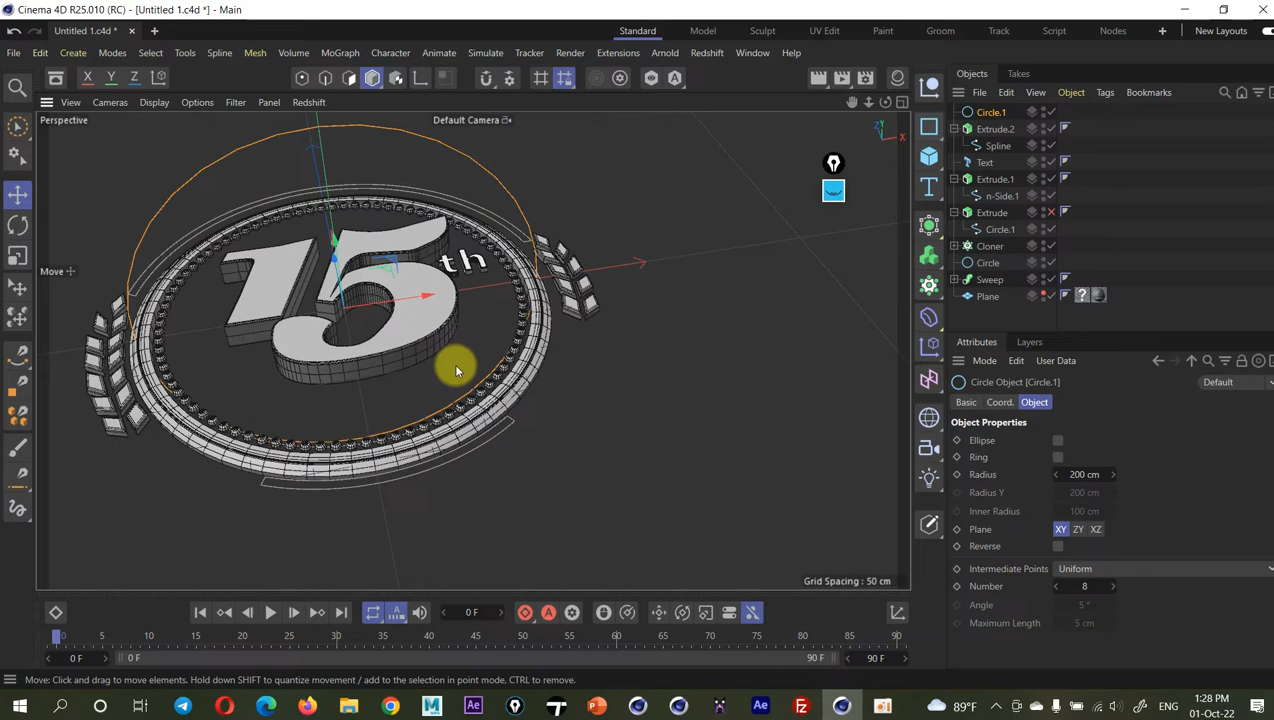 Cinema 4D R25.010 (RC) - [Untitled 1.c4d *] - Main
Untitled 1.c4d *
Standard Model Sculpt UV Edit Paint Groom Track Script Nodes New Layouts
File Edit Create Modes Select Tools Spline Mesh Volume MoGraph Character Animate Simulate Tracker Render Extensions Arnold Redshift Window Help
X Y Z
Objects Takes
File Edit View Object Tags Bookmarks
View Cameras Display Options Filter Panel Redshift
Perspective
Default Camera
Y
Z
X
Circle.1
Extrude.2
Spline
Text
Extrude.1
n-Side.1
Extrude
Circle.1
Cloner
Circle
Sweep
Plane
?
15th
Move
Attributes Layers
Mode Edit User Data
Circle Object [Circle.1]
Default
Basic Coord. Object
Object Properties
Ellipse
Ring
Radius 200 cm
Radius Y 200 cm
Inner Radius 100 cm
Plane XY ZY XZ
Reverse
Intermediate Points Uniform
Number 8
Angle 5 °
Maximum Length 5 cm
Grid Spacing : 50 cm
0 F
0 5 10 15 20 25 30 35 40 45 50 55 60 65 70 75 80 85 90
0 F 0 F 90 F 90 F
Move: Click and drag to move elements. Hold down SHIFT to quantize movement / add to the selection in point mode, CTRL to remove.
89°F ENG
1:28 PM
01-Oct-22